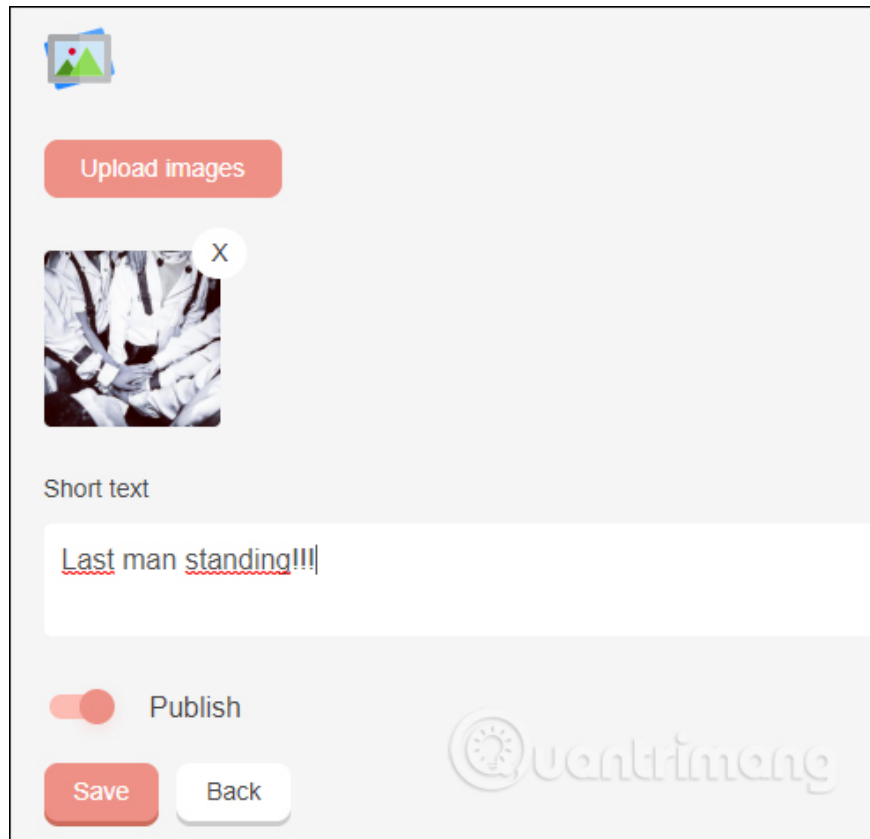 Upload images
X
Short text
Last man standing!!!
Publish
Save
Back
Quantrimang